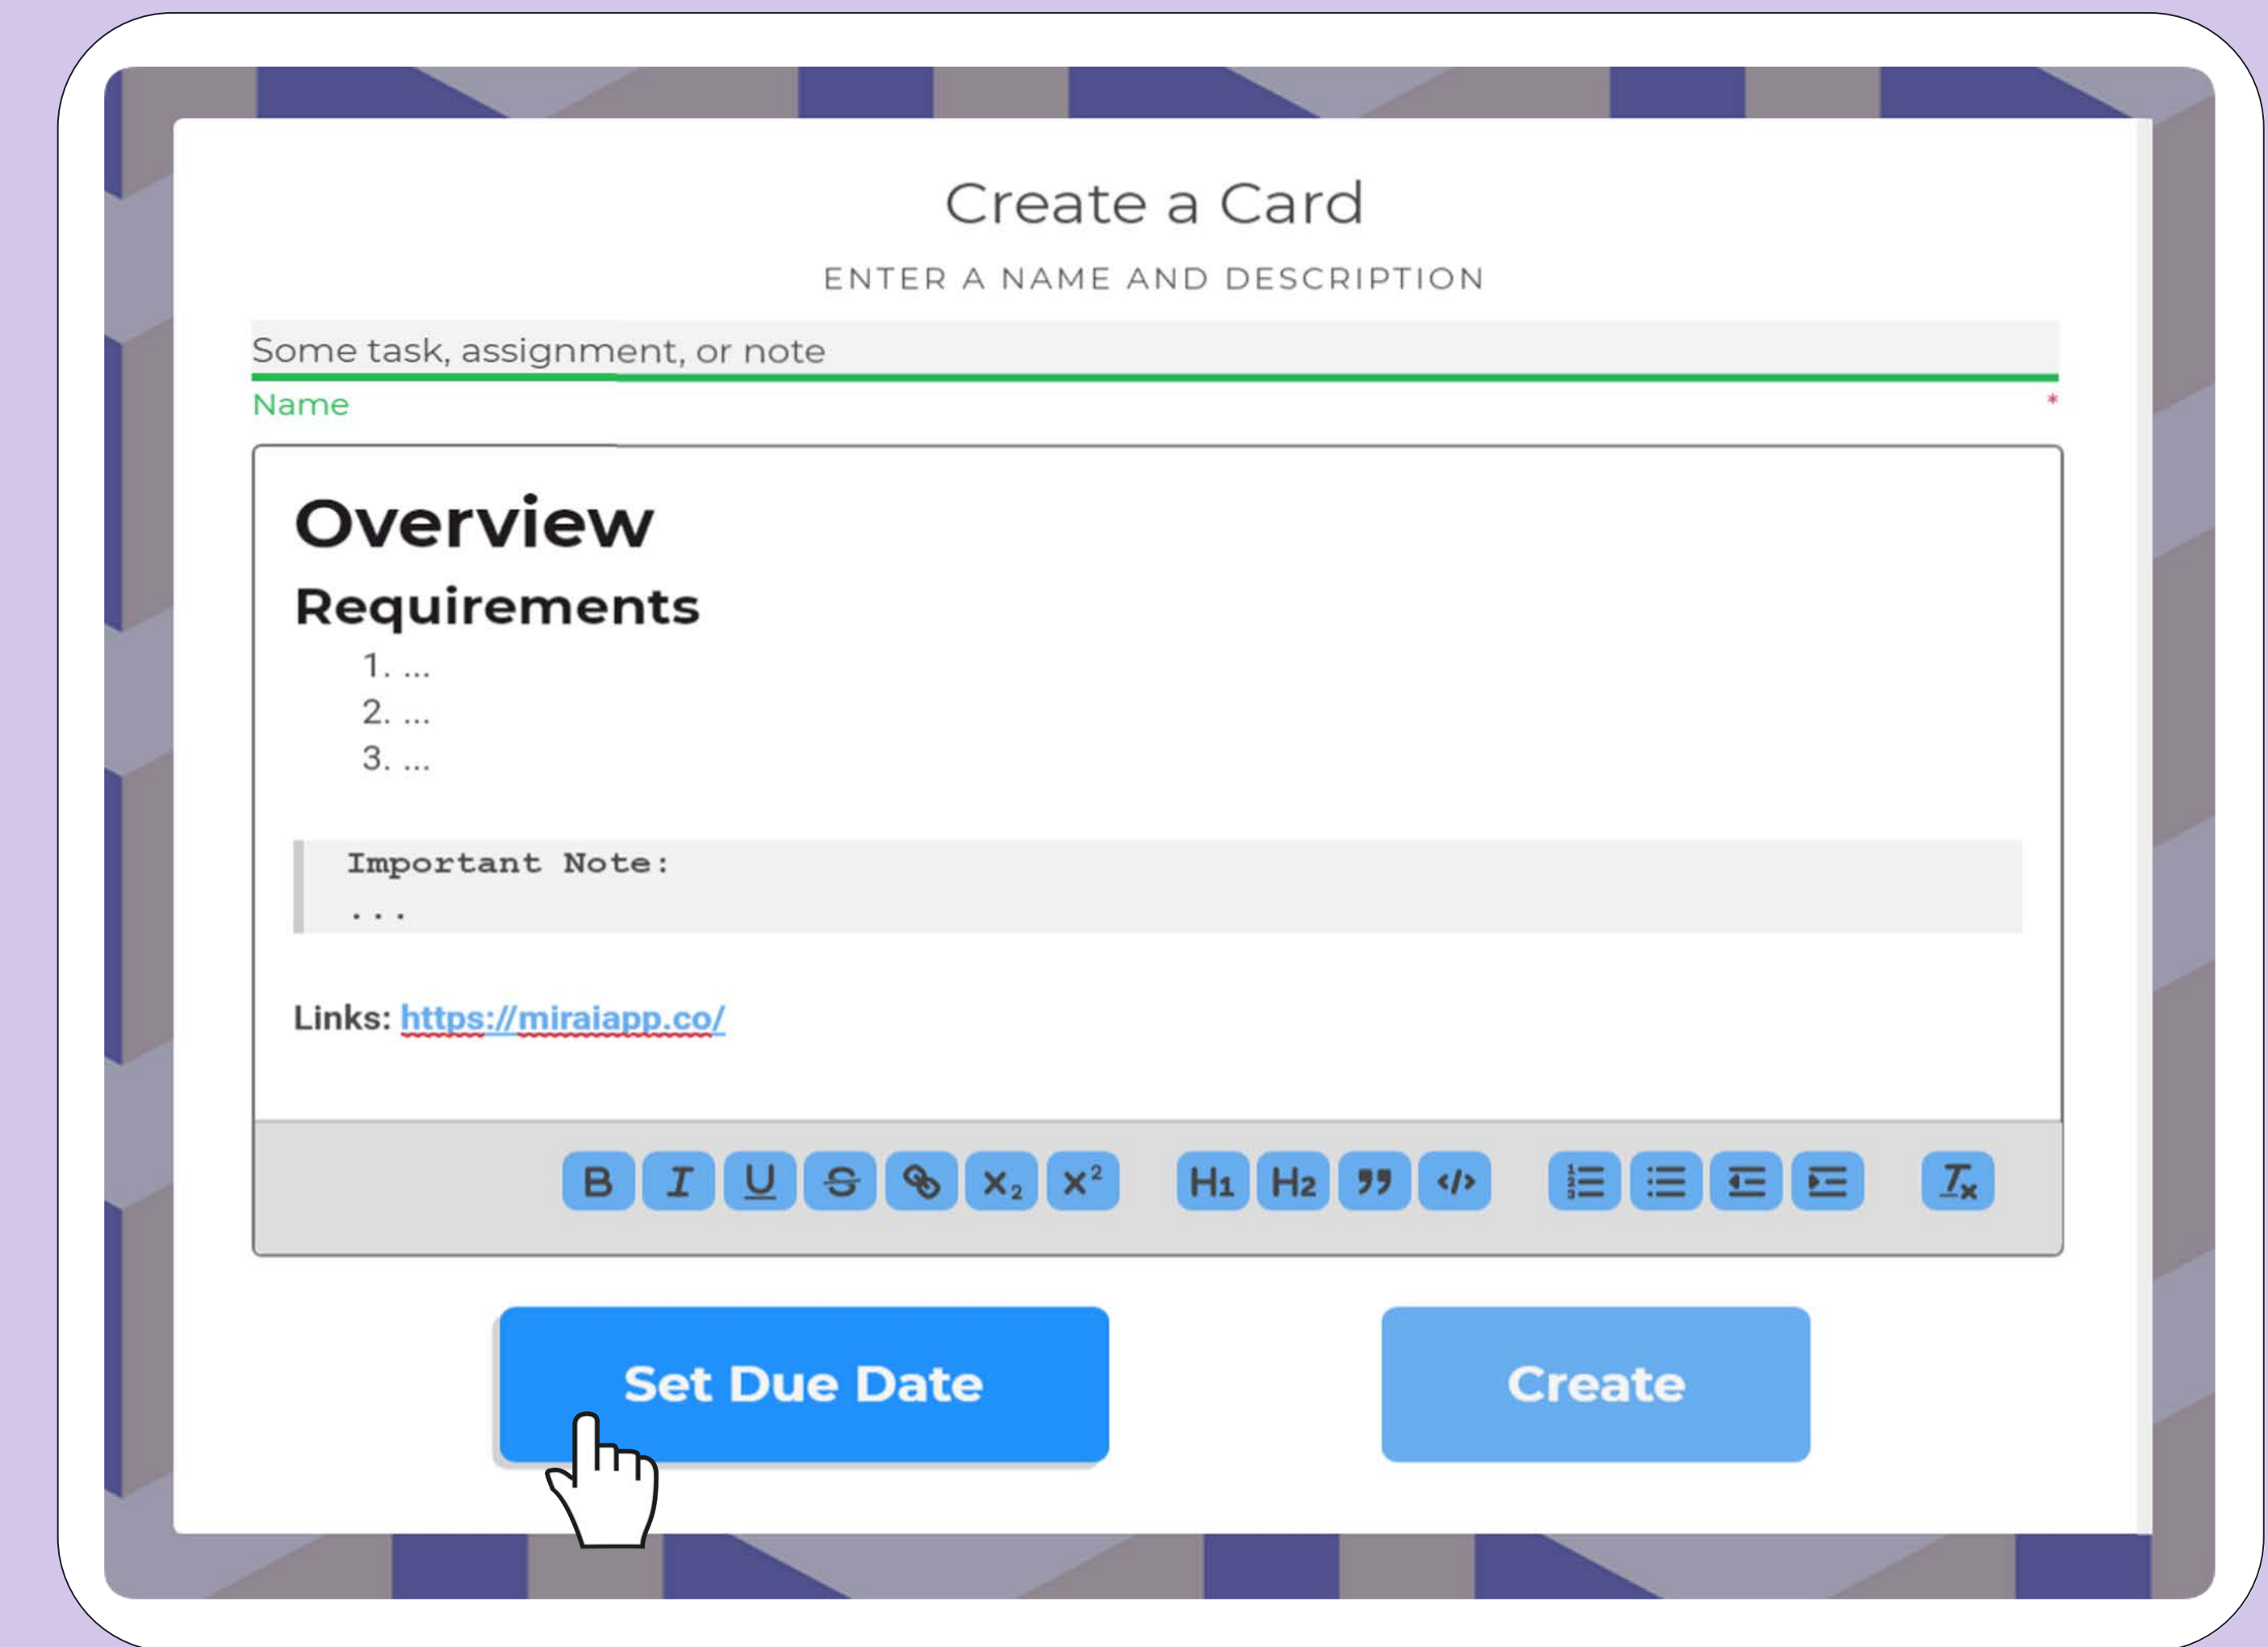 Create a Card
ENTER A NAME AND DESCRIPTION
Some task, assignment, or note
Name *
Overview
Requirements
1. ...
2. ...
3. ...
Important Note:
...
Links: https://miraiapp.co/
B I U S x₂ x² H1 H2 ” </> Tx
Set Due Date Create